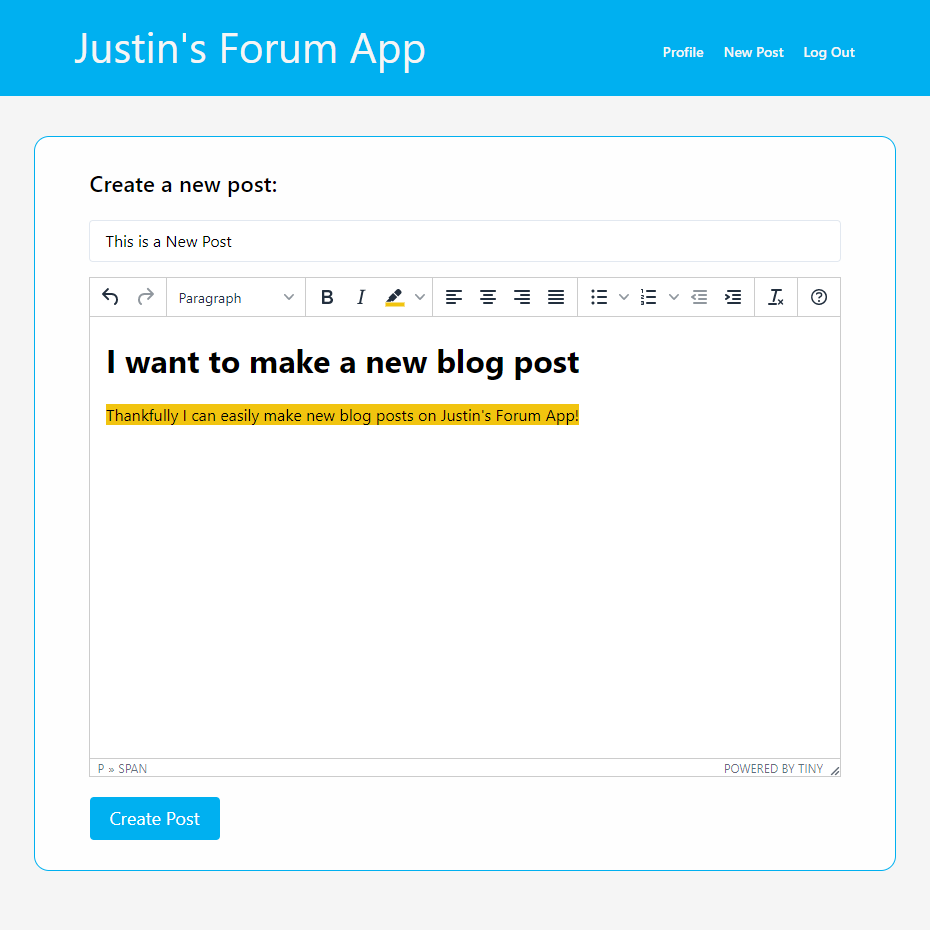 Justin's Forum App
Profile New Post Log Out
Create a new post:
This is a New Post
Paragraph B I
I want to make a new blog post
Thankfully I can easily make new blog posts on Justin's Forum App!
P » SPAN POWERED BY TINY
Create Post